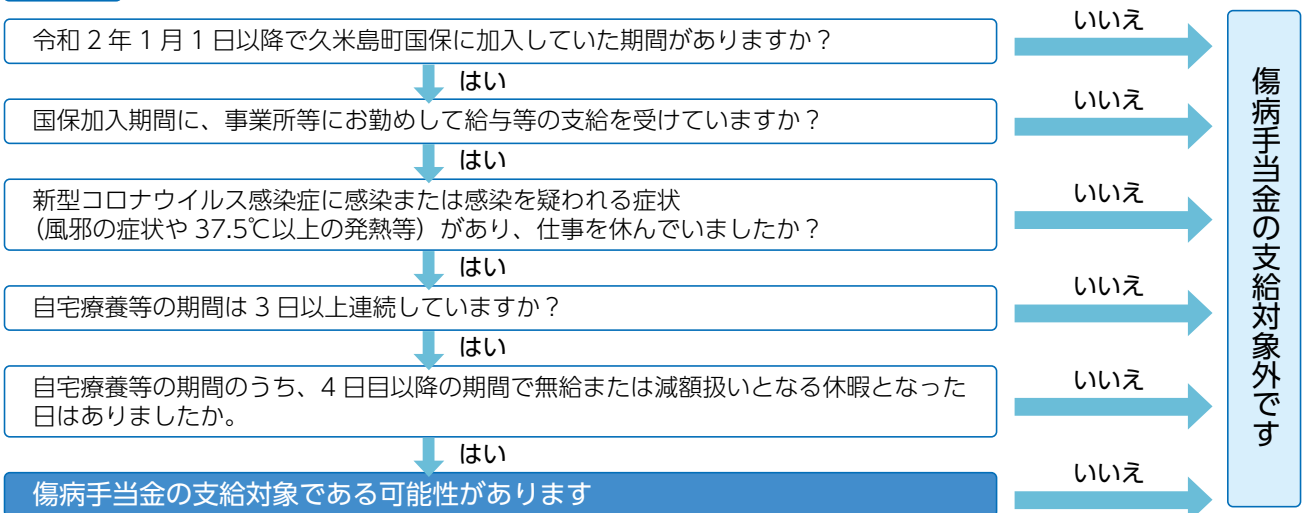 令和 2 年 1 月 1 日以降で久米島町国保に加入していた期間がありますか？
いいえ
はい
国保加入期間に、事業所等にお勤めして給与等の支給を受けていますか？
いいえ
はい
新型コロナウイルス感染症に感染または感染を疑われる症状
（風邪の症状や 37.5℃以上の発熱等）があり、仕事を休んでいましたか？
いいえ
はい
自宅療養等の期間は 3 日以上連続していますか？
いいえ
はい
自宅療養等の期間のうち、4 日目以降の期間で無給または減額扱いとなる休暇となった
日はありましたか。
いいえ
はい
傷病手当金の支給対象である可能性があります
いいえ
傷病手当金の支給対象外です